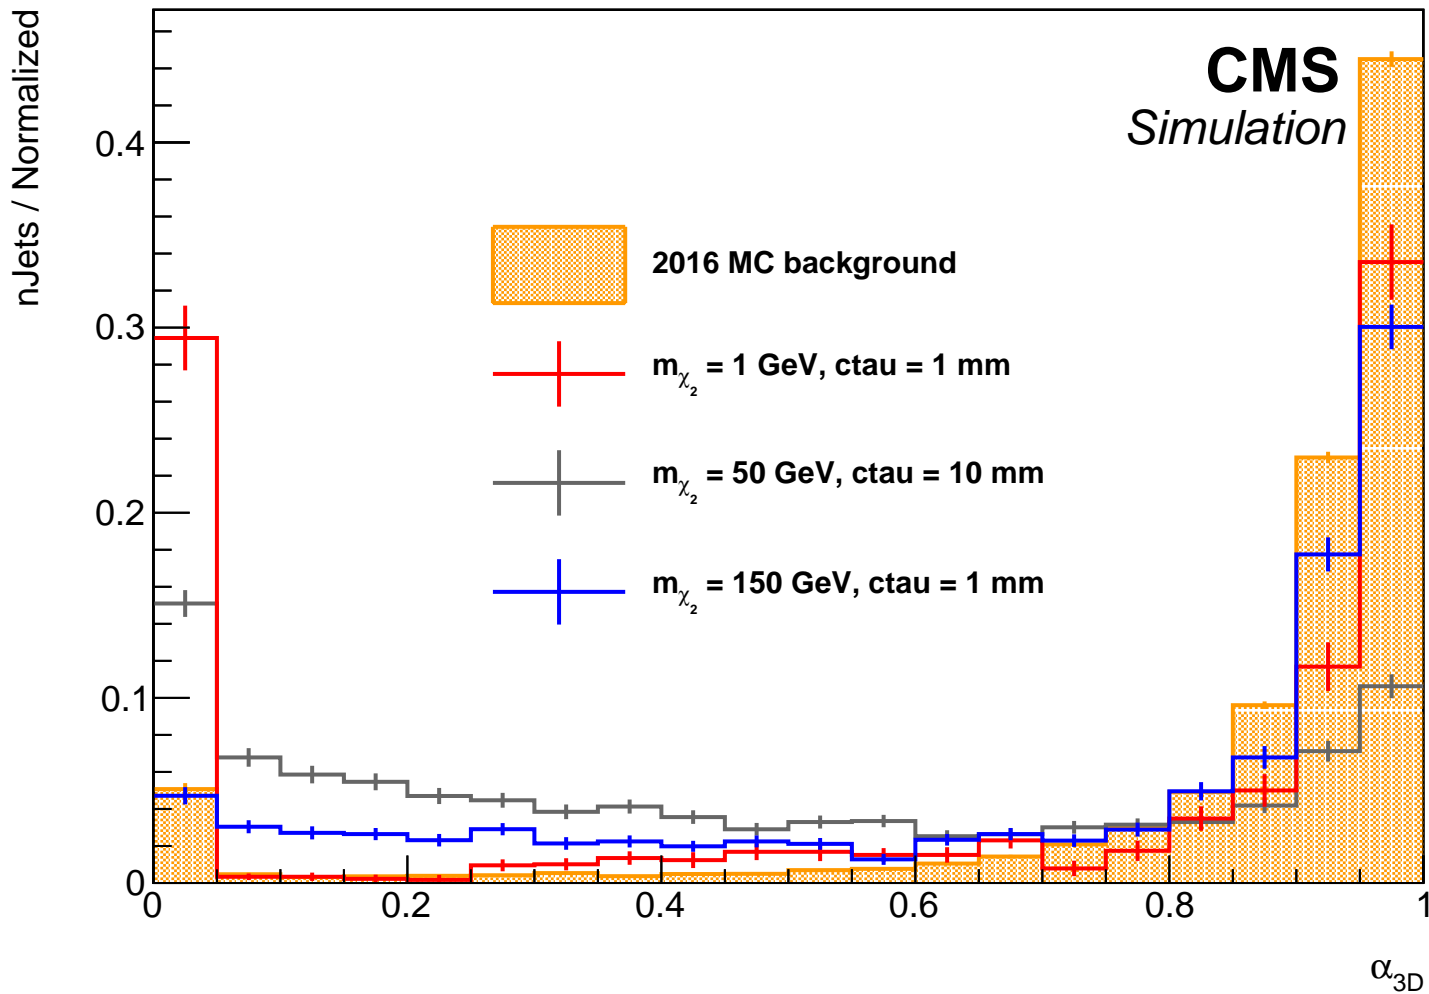 nJets / Normalized
CMS
Simulation
0.4
0.3
0.2
0.1
0
2016 MC background
mχ₂ = 1 GeV, ctau = 1 mm
mχ₂ = 50 GeV, ctau = 10 mm
mχ₂ = 150 GeV, ctau = 1 mm
0 0.2 0.4 0.6 0.8 1
α3D